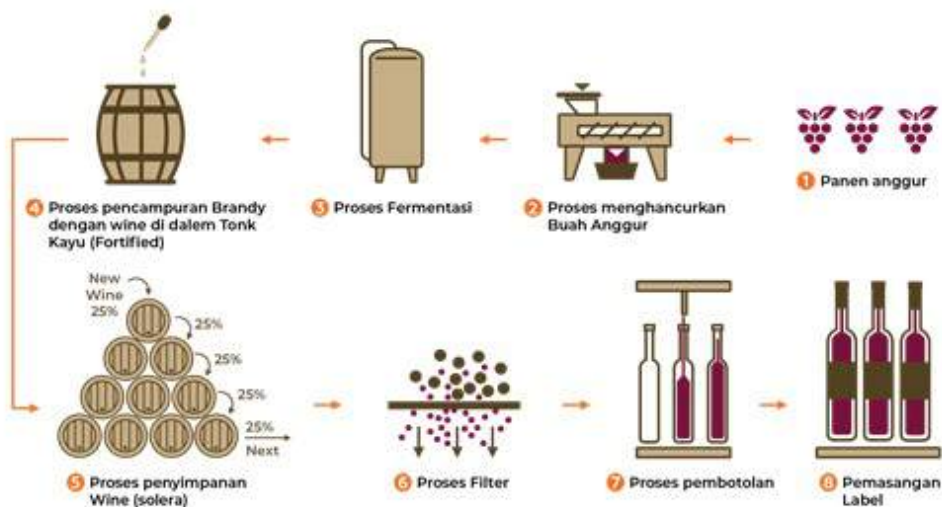 1 Panen anggur
2 Proses menghancurkan
Buah Anggur
3 Proses Fermentasi
4 Proses pencampuran Brandy
dengan wine di dalem Tonk
Kayu (Fortified)
New
Wine
25%
25%
25%
25%
25%
Next
5 Proses penyimpanan
Wine (solera)
6 Proses Filter
7 Proses pembotolan
8 Pemasangan
Label